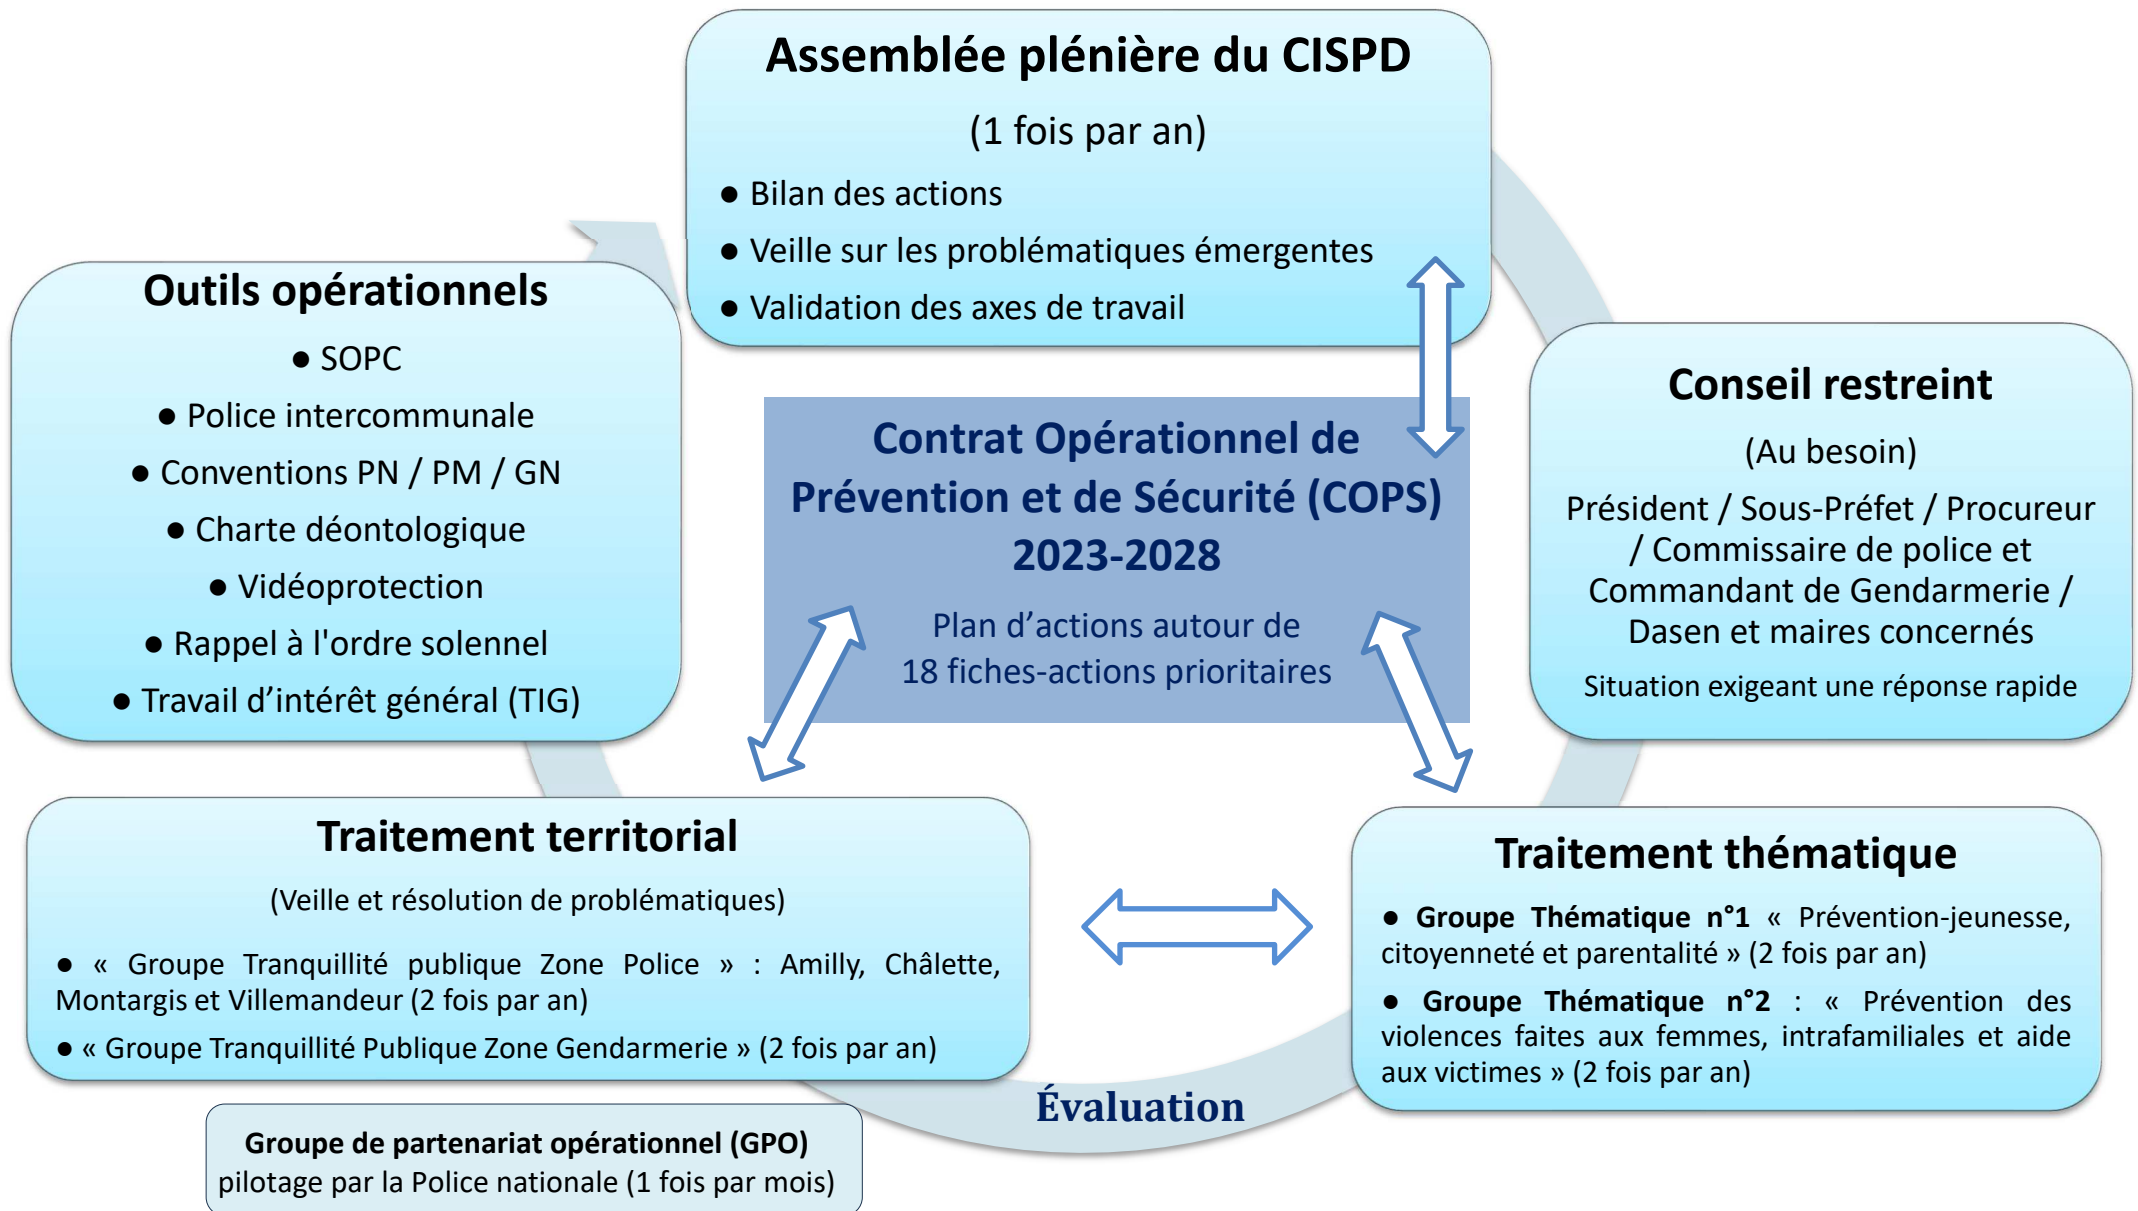 Assemblée plénière du CISPD
(1 fois par an)
● Bilan des actions
● Veille sur les problématiques émergentes
● Validation des axes de travail
Outils opérationnels
● SOPC
● Police intercommunale
● Conventions PN / PM / GN
● Charte déontologique
● Vidéoprotection
● Rappel à l'ordre solennel
● Travail d’intérêt général (TIG)
Contrat Opérationnel de
Prévention et de Sécurité (COPS)
2023-2028
Plan d’actions autour de
18 fiches-actions prioritaires
Conseil restreint
(Au besoin)
Président / Sous-Préfet / Procureur
/ Commissaire de police et
Commandant de Gendarmerie /
Dasen et maires concernés
Situation exigeant une réponse rapide
Traitement territorial
(Veille et résolution de problématiques)
● « Groupe Tranquillité publique Zone Police » : Amilly, Châlette,
Montargis et Villemandeur (2 fois par an)
● « Groupe Tranquillité Publique Zone Gendarmerie » (2 fois par an)
Traitement thématique
● Groupe Thématique n°1 « Prévention-jeunesse,
citoyenneté et parentalité » (2 fois par an)
● Groupe Thématique n°2 : « Prévention des
violences faites aux femmes, intrafamiliales et aide
aux victimes » (2 fois par an)
Évaluation
Groupe de partenariat opérationnel (GPO)
pilotage par la Police nationale (1 fois par mois)